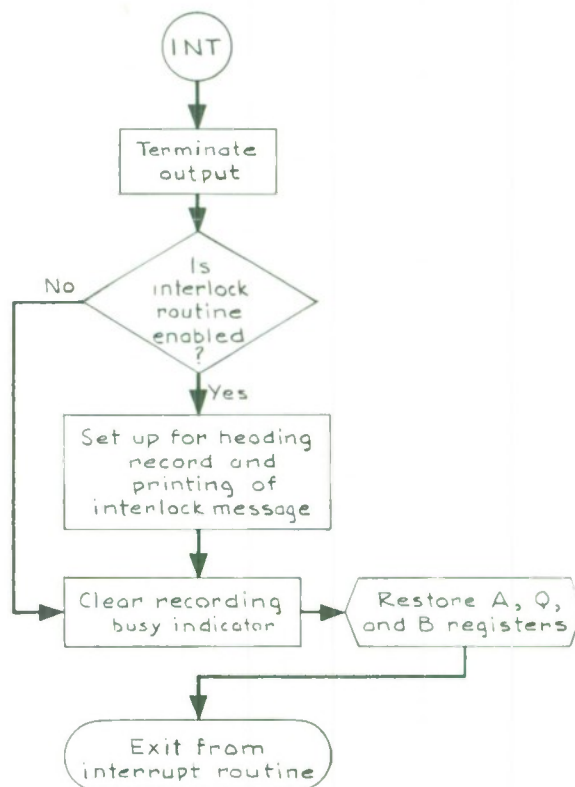 INT
Terminate
output
Is
interlock
routine
enabled
?
No
Yes
Set up for heading
record and
printing of
interlock message
Clear recording
busy indicator
Restore A, Q,
and B registers
Exit from
interrupt routine